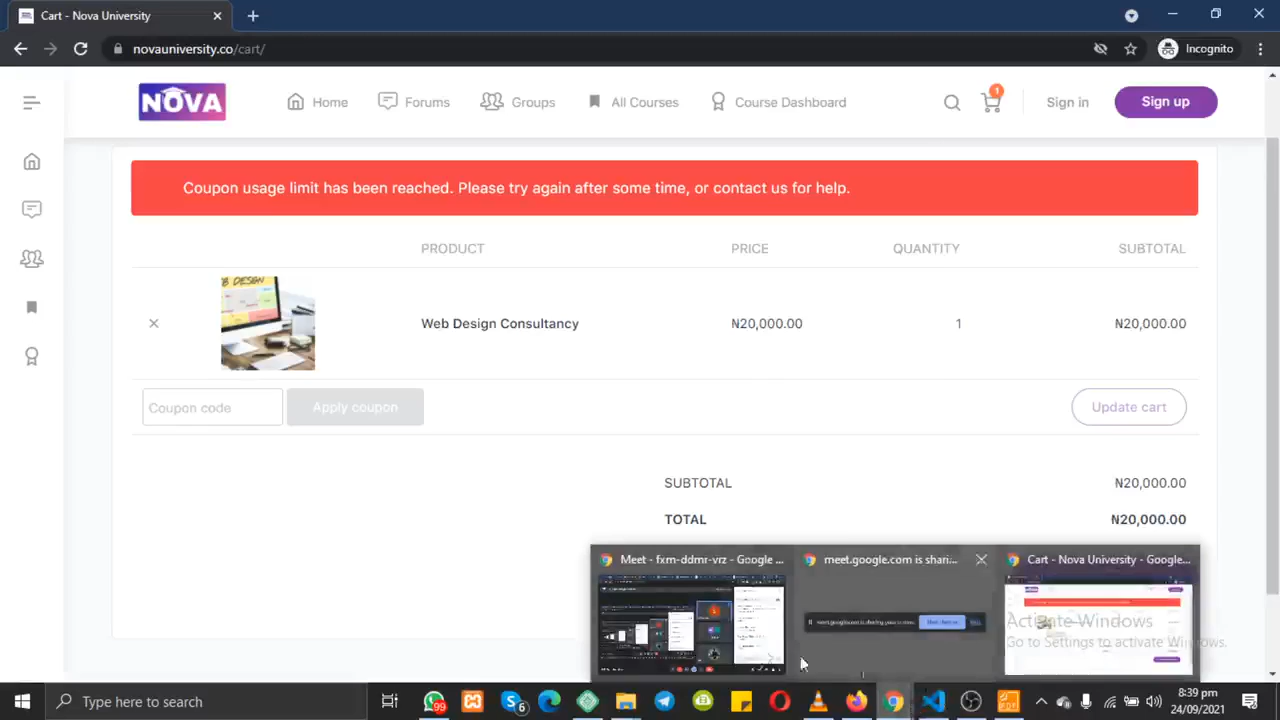 Cart - Nova University
novauniversity.co/cart/
Incognito
NOVA
Home
Forums
Groups
All Courses
Course Dashboard
1
Sign in
Sign up
Coupon usage limit has been reached. Please try again after some time, or contact us for help.
PRODUCT PRICE QUANTITY SUBTOTAL
Web Design Consultancy ₦20,000.00 1 ₦20,000.00
Coupon code
Apply coupon
Update cart
SUBTOTAL ₦20,000.00
TOTAL ₦20,000.00
Meet - fxm-ddmr-vrz - Google ...
meet.google.com is shari...
Cart - Nova University - Google...
Activate Windows
Go to Settings to activate Windows.
Type here to search
99
6
8:39 pm
24/09/2021